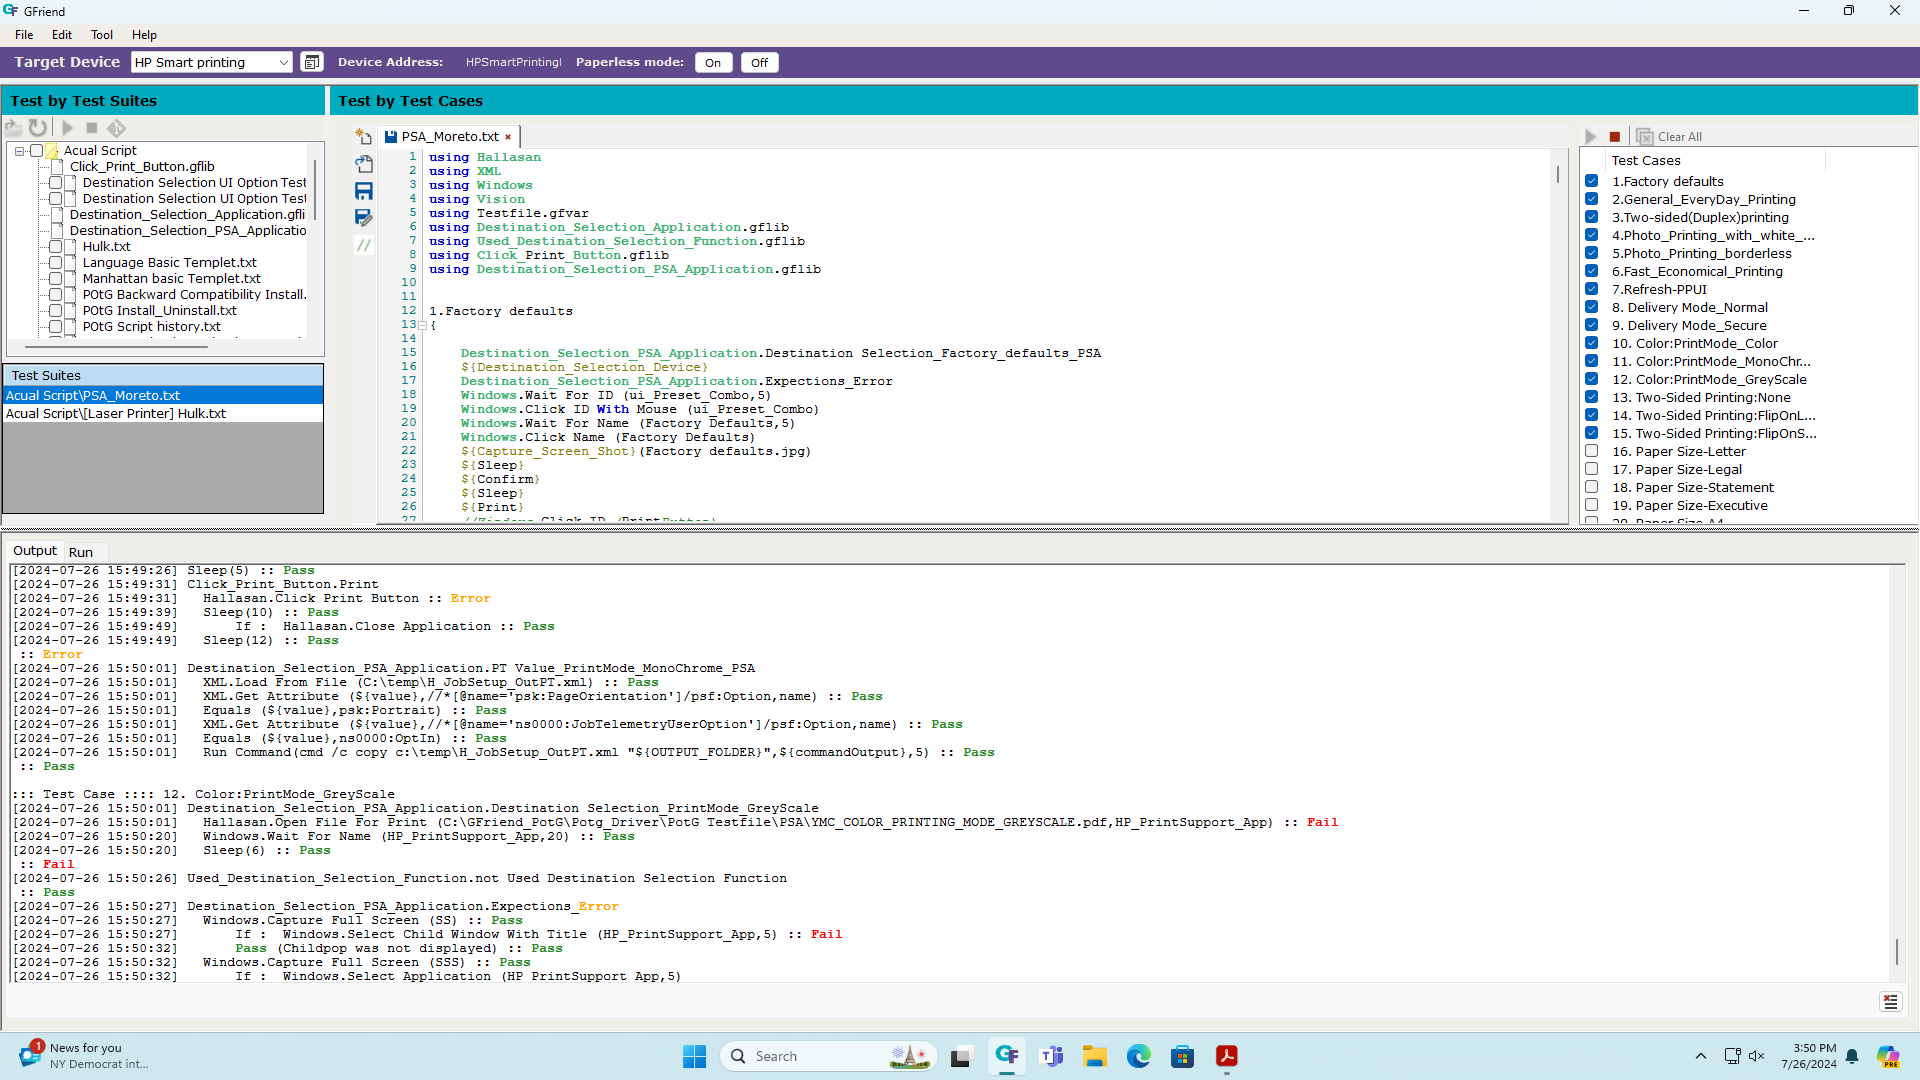 GFriend
File Edit Tool Help
Target Device HP Smart printing Device Address: HPSmartPrintingI Paperless mode: On Off
Test by Test Suites
Acual Script
Click_Print_Button.gflib
Destination Selection UI Option Test
Destination Selection UI Option Test
Destination_Selection_Application.gfli
Destination_Selection_PSA_Applicatio
Hulk.txt
Language Basic Templet.txt
Manhattan basic Templet.txt
POtG Backward Compatibility Install.
POtG Install_Uninstall.txt
POtG Script history.txt
Test Suites
Acual Script\PSA_Moreto.txt
Acual Script\[Laser Printer] Hulk.txt
Test by Test Cases
PSA_Moreto.txt ×
1 using Hallasan
2 using XML
3 using Windows
4 using Vision
5 using Testfile.gfvar
6 using Destination_Selection_Application.gflib
7 using Used_Destination_Selection_Function.gflib
8 using Click_Print_Button.gflib
9 using Destination_Selection_PSA_Application.gflib
10
11
12 1.Factory defaults
13 {
14
15 Destination_Selection_PSA_Application.Destination Selection_Factory_defaults_PSA
16 ${Destination_Selection_Device}
17 Destination_Selection_PSA_Application.Expections_Error
18 Windows.Wait For ID (ui_Preset_Combo,5)
19 Windows.Click ID With Mouse (ui_Preset_Combo)
20 Windows.Wait For Name (Factory Defaults,5)
21 Windows.Click Name (Factory Defaults)
22 ${Capture_Screen_Shot}(Factory defaults.jpg)
23 ${Sleep}
24 ${Confirm}
25 ${Sleep}
26 ${Print}
27 //Windows.Click ID (PrintButton)
Clear All
Test Cases
1.Factory defaults
2.General_EveryDay_Printing
3.Two-sided(Duplex)printing
4.Photo_Printing_with_white_...
5.Photo_Printing_borderless
6.Fast_Economical_Printing
7.Refresh-PPUI
8. Delivery Mode_Normal
9. Delivery Mode_Secure
10. Color:PrintMode_Color
11. Color:PrintMode_MonoChr...
12. Color:PrintMode_GreyScale
13. Two-Sided Printing:None
14. Two-Sided Printing:FlipOnL...
15. Two-Sided Printing:FlipOnS...
16. Paper Size-Letter
17. Paper Size-Legal
18. Paper Size-Statement
19. Paper Size-Executive
20. Paper Size-A4
Output Run
[2024-07-26 15:49:26] Sleep(5) :: Pass
[2024-07-26 15:49:31] Click_Print_Button.Print
[2024-07-26 15:49:31] Hallasan.Click Print Button :: Error
[2024-07-26 15:49:39] Sleep(10) :: Pass
[2024-07-26 15:49:49] If : Hallasan.Close Application :: Pass
[2024-07-26 15:49:49] Sleep(12) :: Pass
:: Error
[2024-07-26 15:50:01] Destination_Selection_PSA_Application.PT Value_PrintMode_MonoChrome_PSA
[2024-07-26 15:50:01] XML.Load From File (C:\temp\H_JobSetup_OutPT.xml) :: Pass
[2024-07-26 15:50:01] XML.Get Attribute (${value},//*[@name='psk:PageOrientation']/psf:Option,name) :: Pass
[2024-07-26 15:50:01] Equals (${value},psk:Portrait) :: Pass
[2024-07-26 15:50:01] XML.Get Attribute (${value},//*[@name='ns0000:JobTelemetryUserOption']/psf:Option,name) :: Pass
[2024-07-26 15:50:01] Equals (${value},ns0000:OptIn) :: Pass
[2024-07-26 15:50:01] Run Command(cmd /c copy c:\temp\H_JobSetup_OutPT.xml "${OUTPUT_FOLDER}",${commandOutput},5) :: Pass
:: Pass
::: Test Case :::: 12. Color:PrintMode_GreyScale
[2024-07-26 15:50:01] Destination_Selection_PSA_Application.Destination Selection_PrintMode_GreyScale
[2024-07-26 15:50:01] Hallasan.Open File For Print (C:\GFriend_PotG\Potg_Driver\PotG Testfile\PSA\YMC_COLOR_PRINTING_MODE_GREYSCALE.pdf,HP_PrintSupport_App) :: Fail
[2024-07-26 15:50:20] Windows.Wait For Name (HP_PrintSupport_App,20) :: Pass
[2024-07-26 15:50:20] Sleep(6) :: Pass
:: Fail
[2024-07-26 15:50:26] Used_Destination_Selection_Function.not Used Destination Selection Function
:: Pass
[2024-07-26 15:50:27] Destination_Selection_PSA_Application.Expections_Error
[2024-07-26 15:50:27] Windows.Capture Full Screen (SS) :: Pass
[2024-07-26 15:50:27] If : Windows.Select Child Window With Title (HP_PrintSupport_App,5) :: Fail
[2024-07-26 15:50:32] Pass (Childpop was not displayed) :: Pass
[2024-07-26 15:50:32] Windows.Capture Full Screen (SSS) :: Pass
[2024-07-26 15:50:32] If : Windows.Select Application (HP_PrintSupport_App,5)
1
News for you
NY Democrat int...
Search
3:50 PM
7/26/2024
PRE